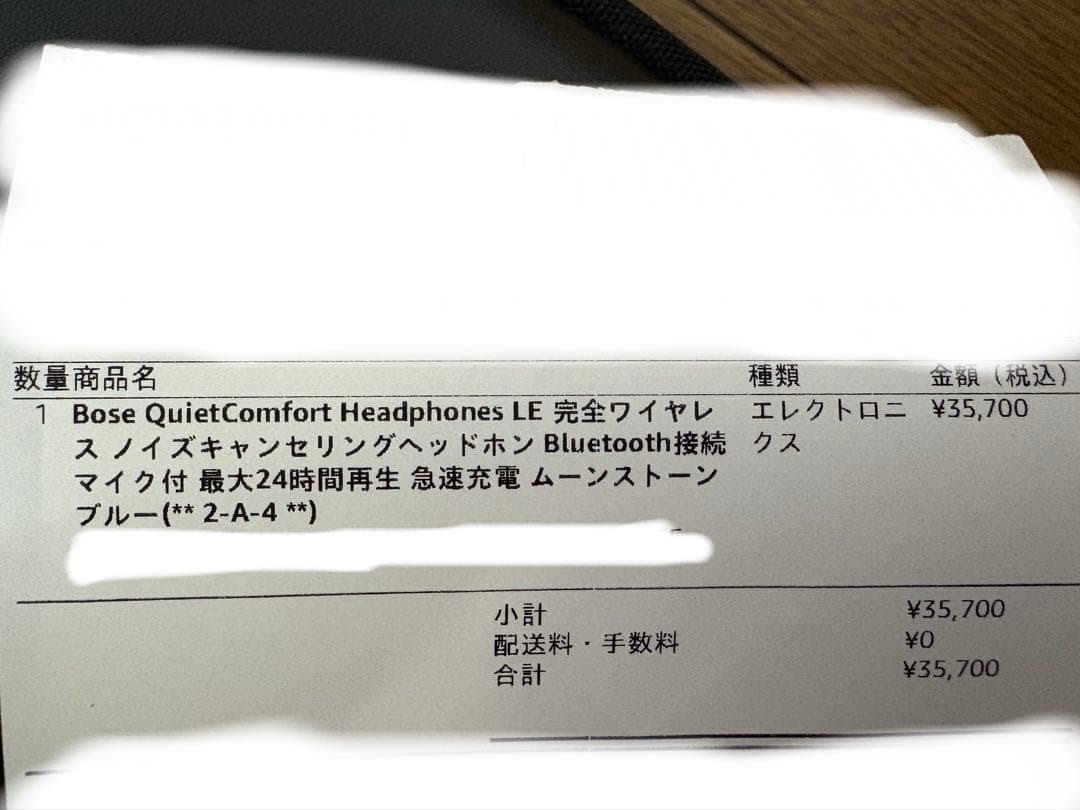 数量 商品名 種類 金額（税込）
1 Bose QuietComfort Headphones LE 完全ワイヤレ エレクトロニ ¥35,700
ス ノイズキャンセリングヘッドホン Bluetooth接続 クス
マイク付 最大24時間再生 急速充電 ムーンストーン
ブルー(** 2-A-4 **)
小計 ¥35,700
配送料・手数料 ¥0
合計 ¥35,700